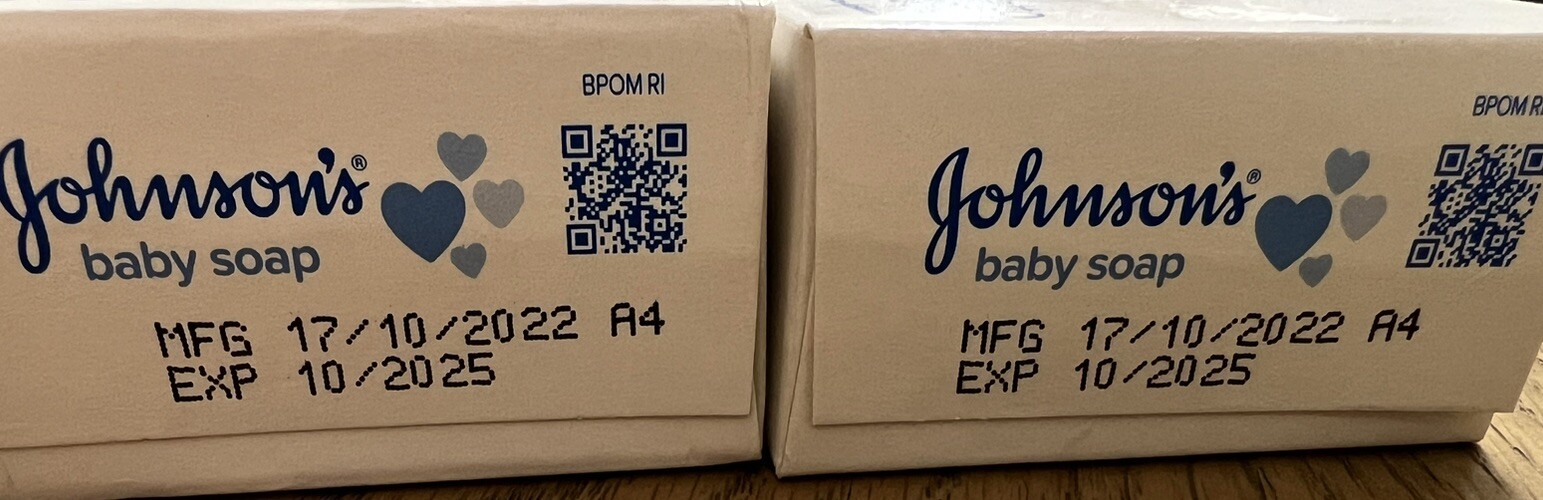 BPOM RI
Johnson's®
baby soap
MFG 17/10/2022 A4
EXP 10/2025
BPOM RI
Johnson's®
baby soap
MFG 17/10/2022 A4
EXP 10/2025